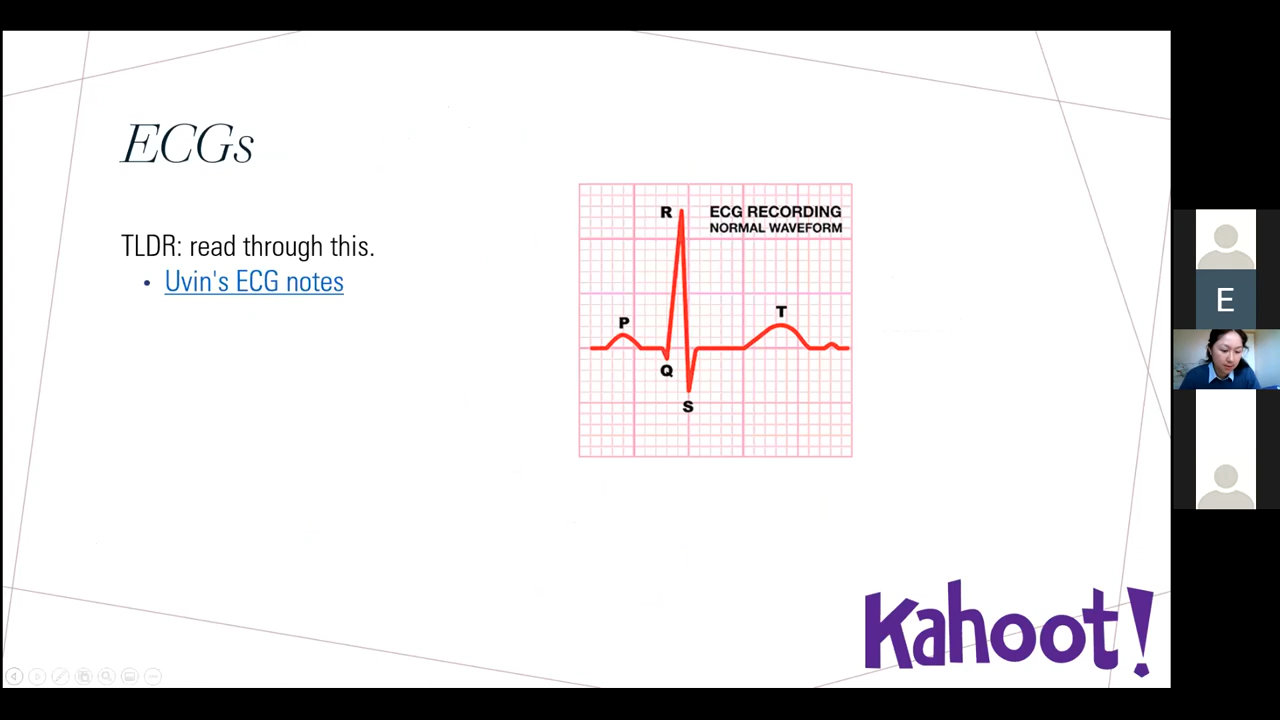 ECGs
TLDR: read through this.
• Uvin's ECG notes
ECG RECORDING
NORMAL WAVEFORM
R
P
T
Q
S
Kahoot!
E